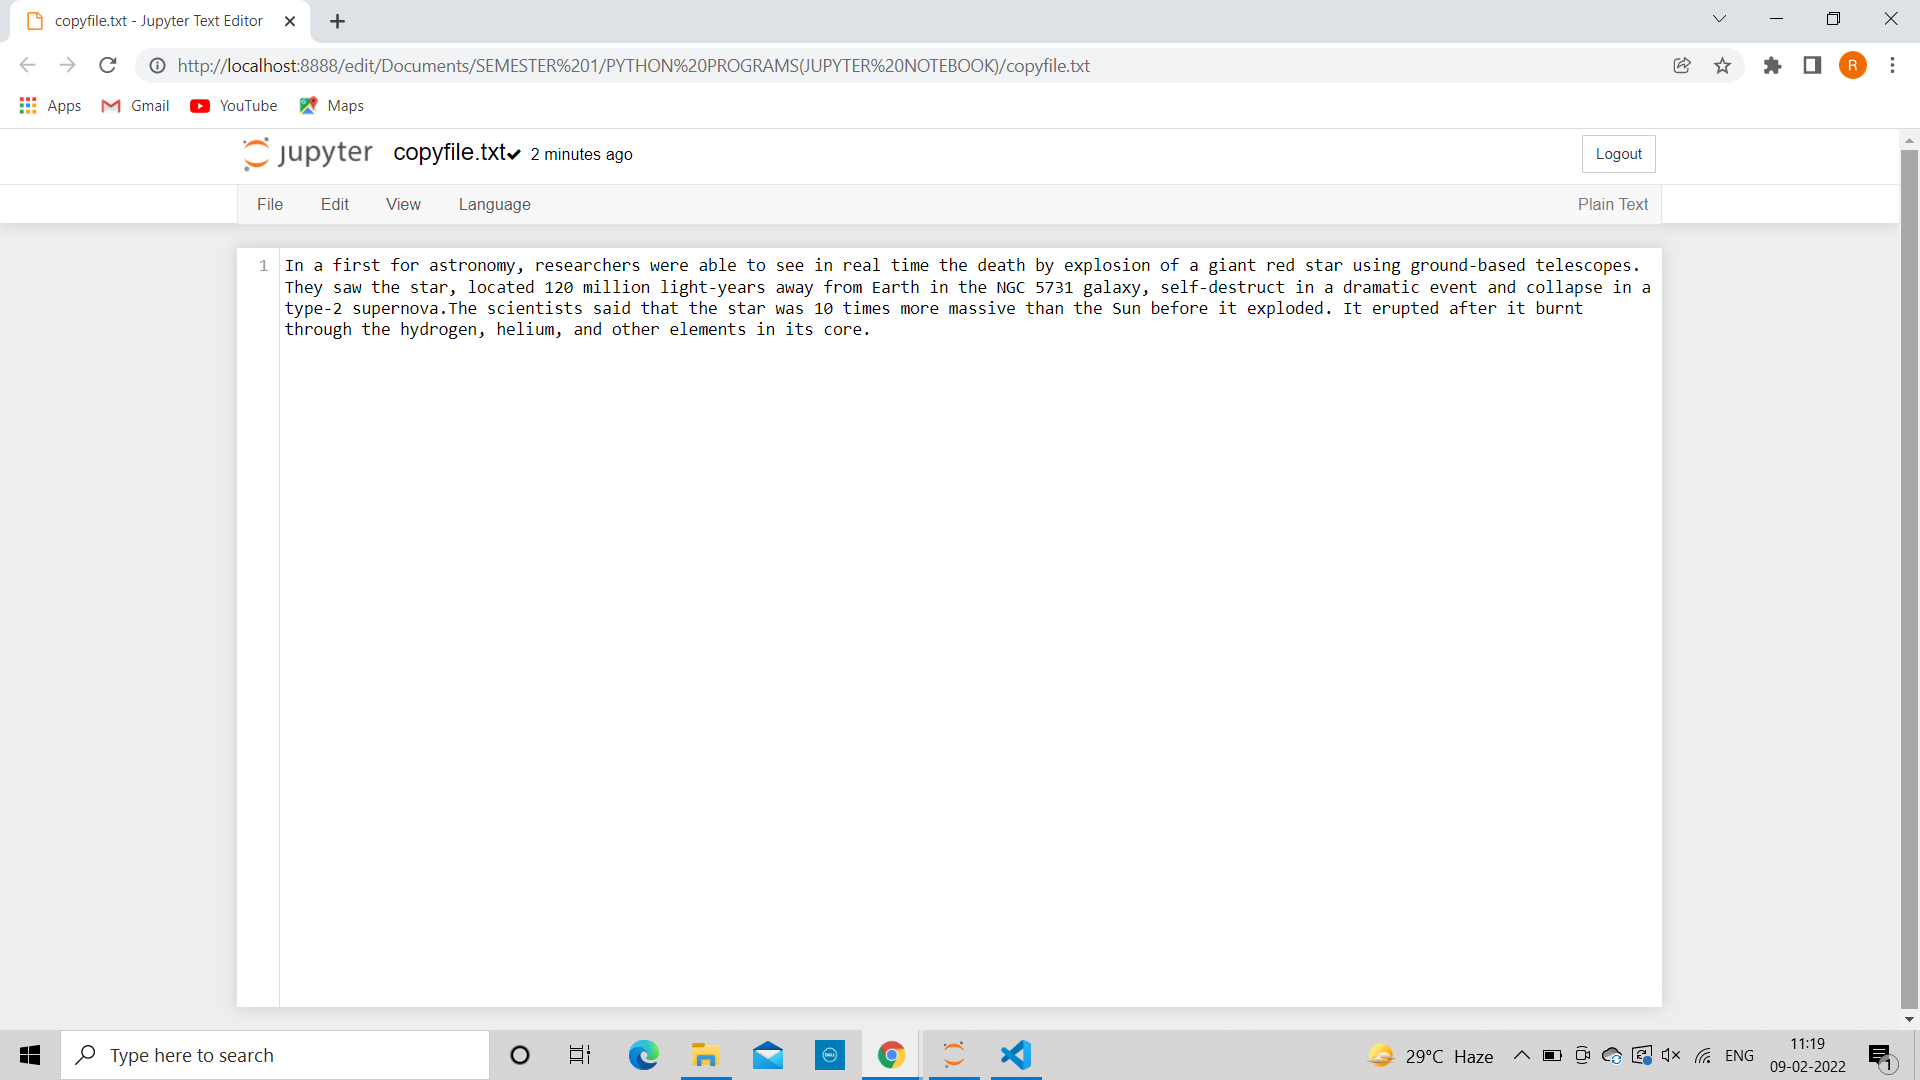 copyfile.txt - Jupyter Text Editor
http://localhost:8888/edit/Documents/SEMESTER%201/PYTHON%20PROGRAMS(JUPYTER%20NOTEBOOK)/copyfile.txt
R
Apps Gmail YouTube Maps
jupyter copyfile.txt✔ 2 minutes ago Logout
File Edit View Language Plain Text
1 In a first for astronomy, researchers were able to see in real time the death by explosion of a giant red star using ground-based telescopes.
They saw the star, located 120 million light-years away from Earth in the NGC 5731 galaxy, self-destruct in a dramatic event and collapse in a
type-2 supernova.The scientists said that the star was 10 times more massive than the Sun before it exploded. It erupted after it burnt
through the hydrogen, helium, and other elements in its core.
Type here to search DELL 29°C Haze ENG 11:19
09-02-2022 1